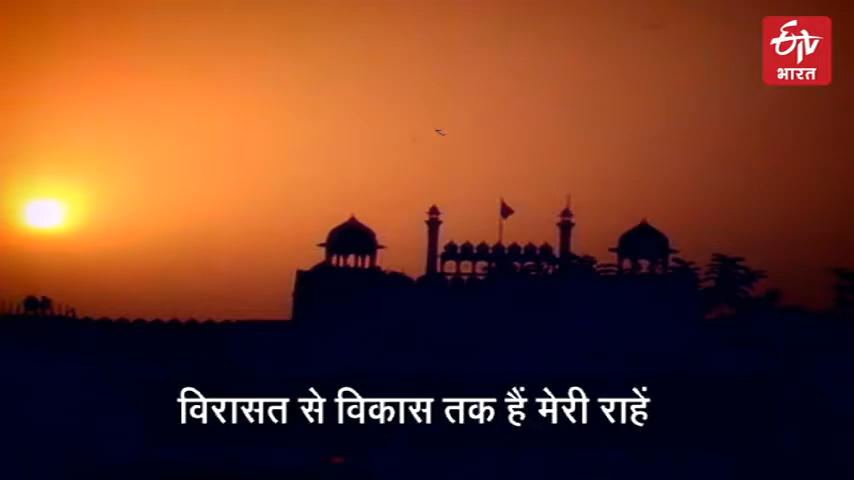 ETV
भारत
विरासत से विकास तक हैं मेरी राहें